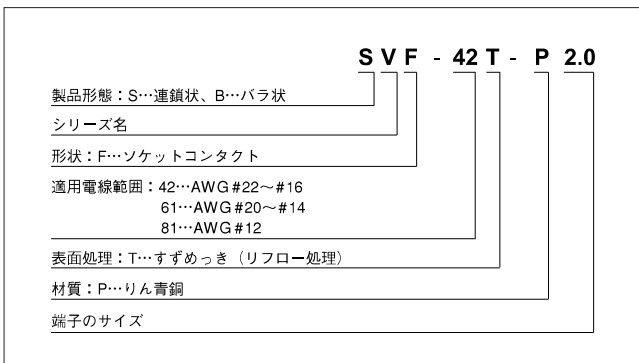 S V F - 42 T - P 2.0
製品形態：S…連鎖状、B…バラ状
シリーズ名
形状：F…ソケットコンタクト
適用電線範囲：42…AWG#22～#16
61…AWG#20～#14
81…AWG#12
表面処理：T…すずめっき（リフロー処理）
材質：P…りん青銅
端子のサイズ